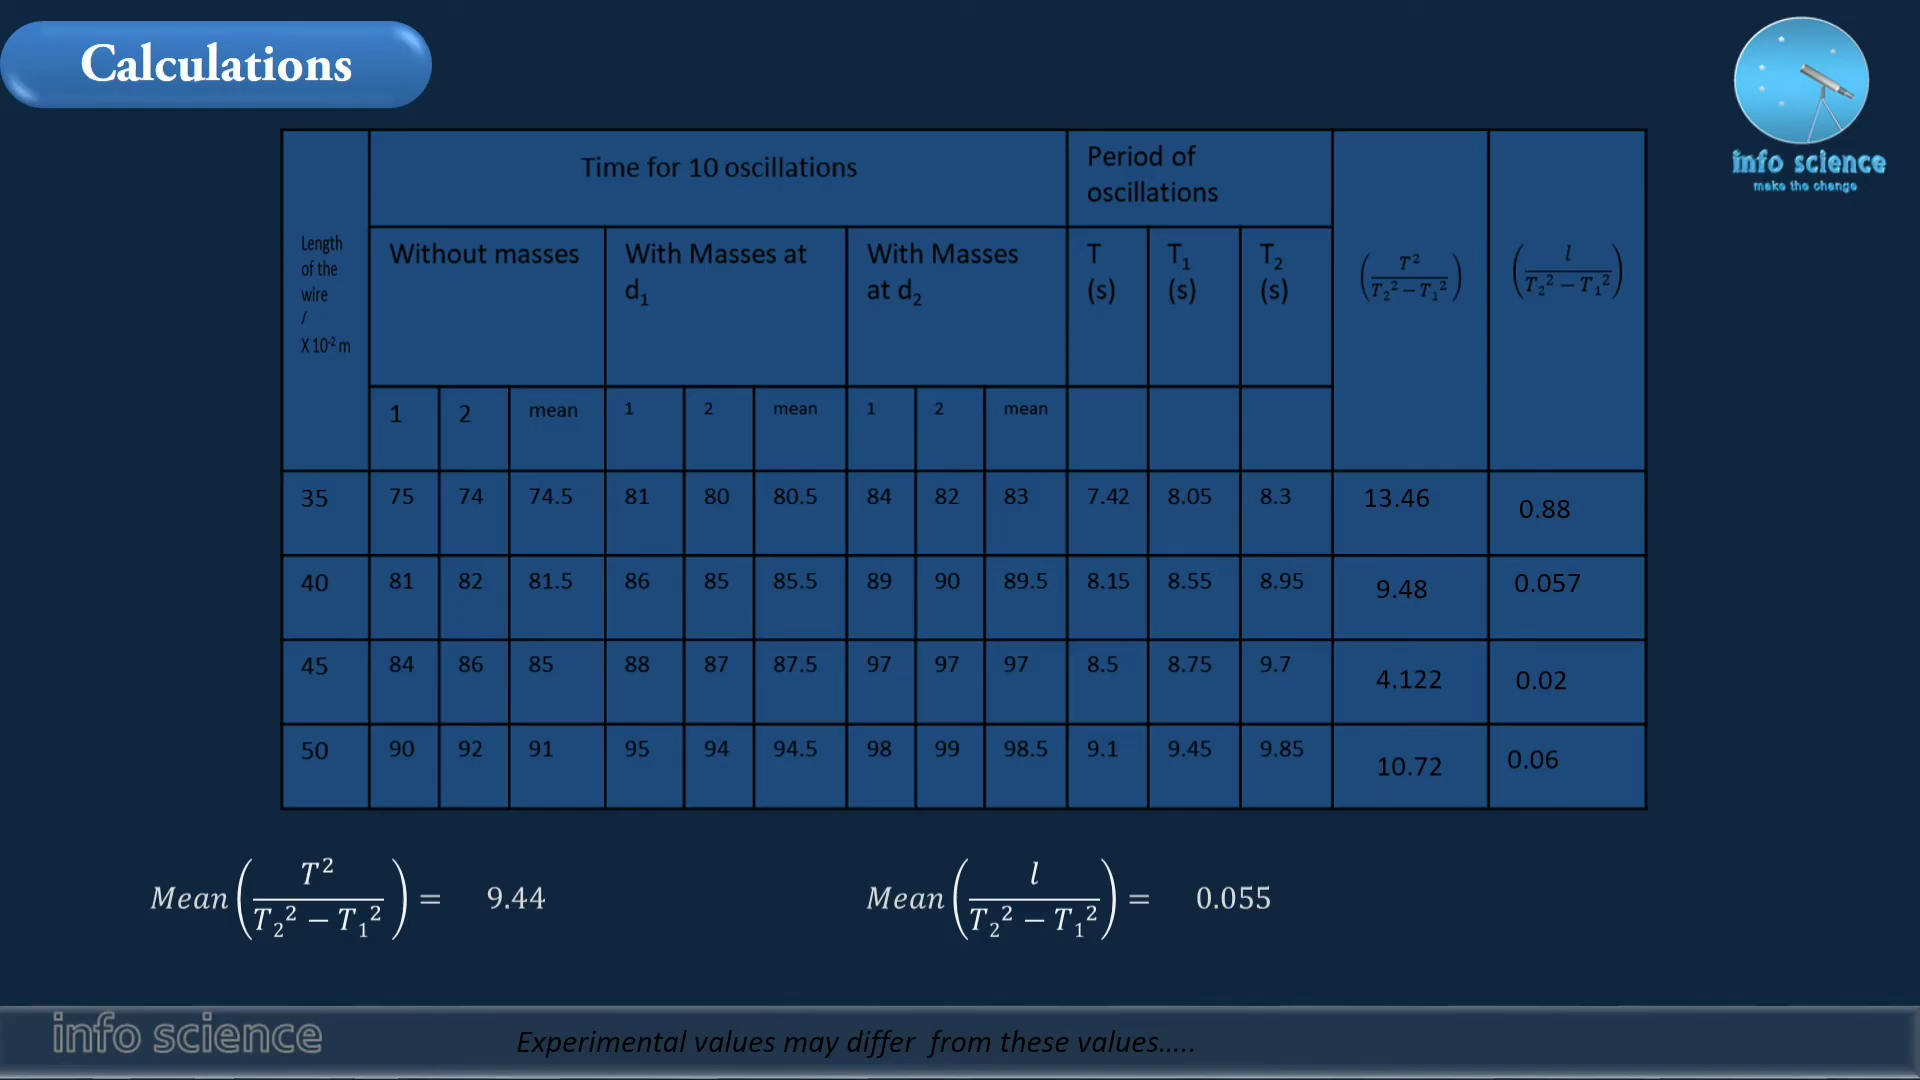 Calculations
info science
make the change
Time for 10 oscillations
Period of
oscillations
Length
of the
wire
l
X 10⁻² m
Without masses
With Masses at
d₁
With Masses
at d₂
T
(s)
T₁
(s)
T₂
(s)
(T² / (T₂² − T₁²))
(l / (T₂² − T₁²))
1 2 mean 1 2 mean 1 2 mean
35 75 74 74.5 81 80 80.5 84 82 83 7.42 8.05 8.3 13.46 0.88
40 81 82 81.5 86 85 85.5 89 90 89.5 8.15 8.55 8.95 9.48 0.057
45 84 86 85 88 87 87.5 97 97 97 8.5 8.75 9.7 4.122 0.02
50 90 92 91 95 94 94.5 98 99 98.5 9.1 9.45 9.85 10.72 0.06
Mean (T² / (T₂² − T₁²)) = 9.44
Mean (l / (T₂² − T₁²)) = 0.055
info science
Experimental values may differ from these values.....